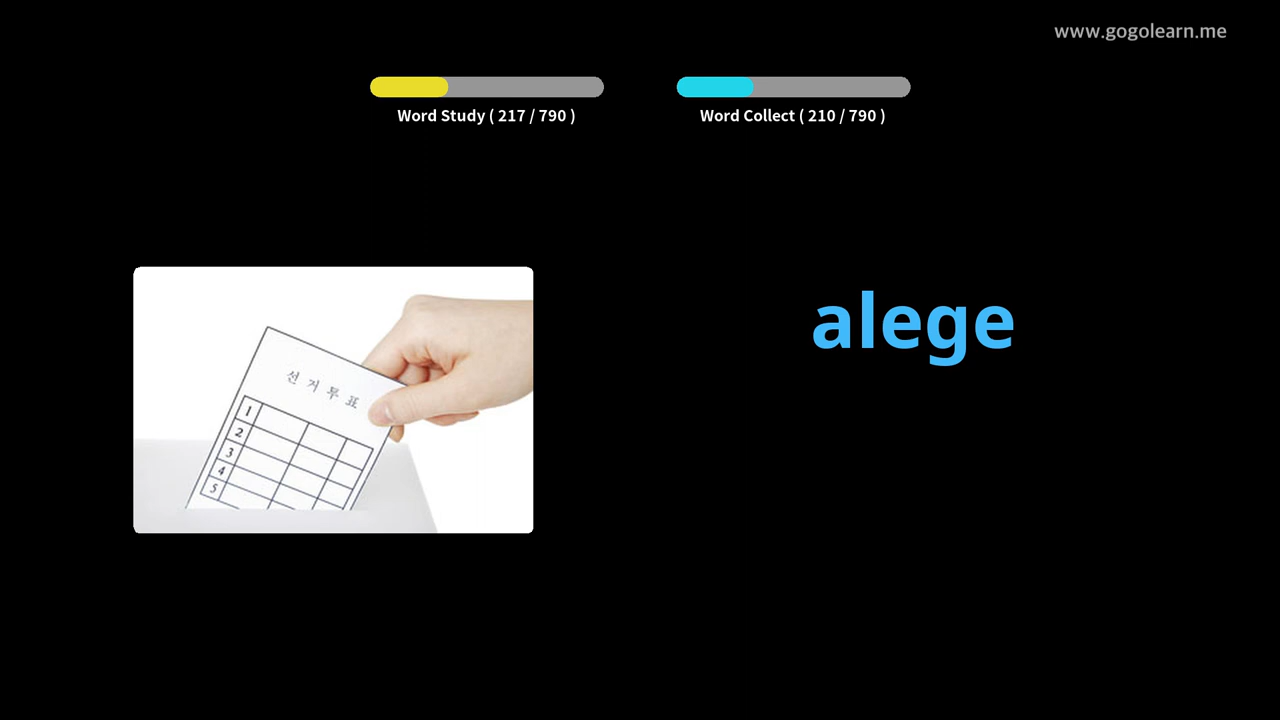 www.gogolearn.me
Word Study ( 217 / 790 )
Word Collect ( 210 / 790 )
alege
선 거 투 표
1
2
3
4
5